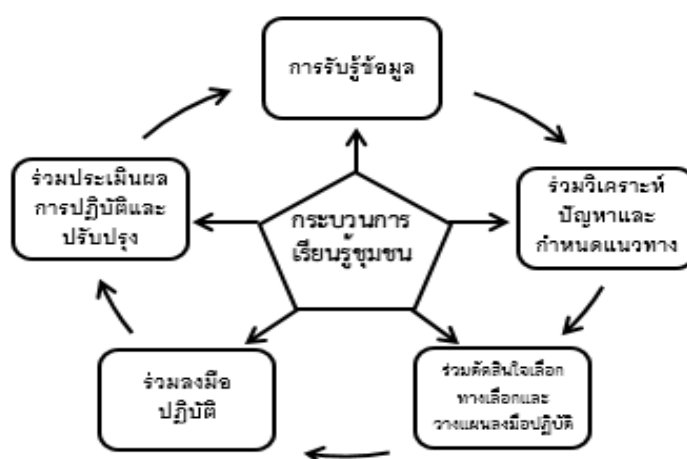 การรับรู้ข้อมูล
ร่วมวิเคราะห์
ปัญหาและ
กำหนดแนวทาง
ร่วมตัดสินใจเลือก
ทางเลือกและ
วางแผนลงมือปฏิบัติ
ร่วมลงมือ
ปฏิบัติ
ร่วมประเมินผล
การปฏิบัติและ
ปรับปรุง
กระบวนการ
เรียนรู้ชุมชน